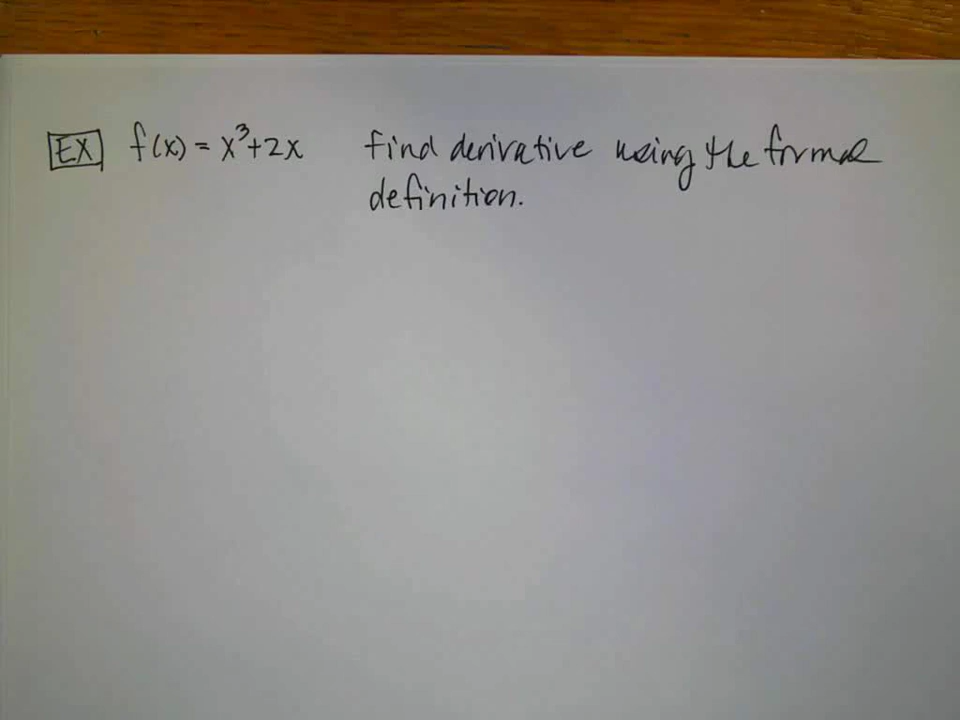 EX f(x) = x³+2x find derivative using the formal
definition.